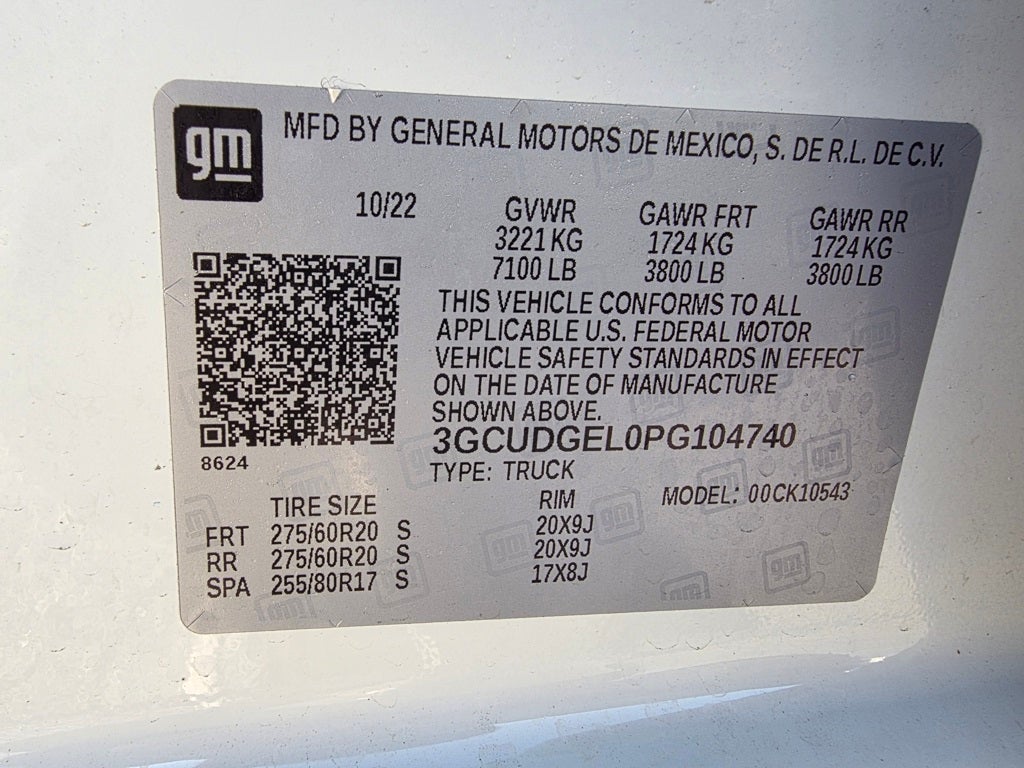 gm
MFD BY GENERAL MOTORS DE MEXICO, S. DE R.L. DE C.V.
10/22 GVWR GAWR FRT GAWR RR
3221 KG 1724 KG 1724 KG
7100 LB 3800 LB 3800 LB
THIS VEHICLE CONFORMS TO ALL
APPLICABLE U.S. FEDERAL MOTOR
VEHICLE SAFETY STANDARDS IN EFFECT
ON THE DATE OF MANUFACTURE
SHOWN ABOVE.
3GCUDGEL0PG104740
8624
TYPE: TRUCK
TIRE SIZE RIM MODEL: 00CK10543
FRT 275/60R20 S 20X9J
RR 275/60R20 S 20X9J
SPA 255/80R17 S 17X8J